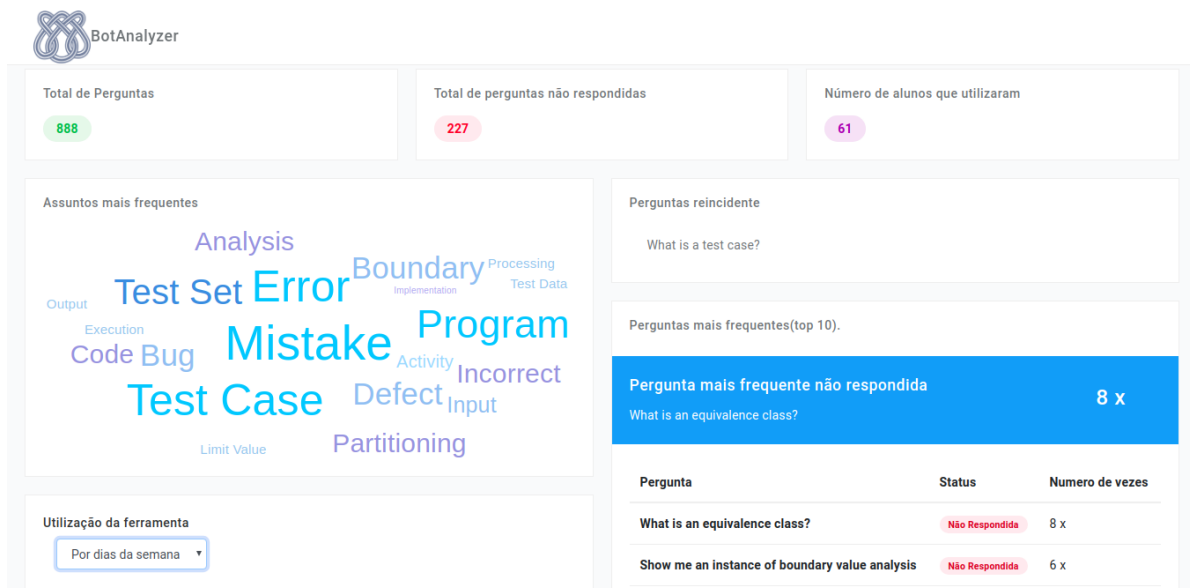 BotAnalyzer
Total de Perguntas
888
Total de perguntas não respondidas
227
Número de alunos que utilizaram
61
Assuntos mais frequentes
Analysis
Boundary
Processing
Test Set
Error
Implementation
Test Data
Output
Execution
Mistake
Program
Code
Bug
Activity
Incorrect
Test Case
Defect
Input
Limit Value
Partitioning
Utilização da ferramenta
Por dias da semana
Perguntas reincidente
What is a test case?
Perguntas mais frequentes(top 10).
Pergunta mais frequente não respondida
What is an equivalence class?
8 x
Pergunta Status Numero de vezes
What is an equivalence class? Não Respondida 8 x
Show me an instance of boundary value analysis Não Respondida 6 x